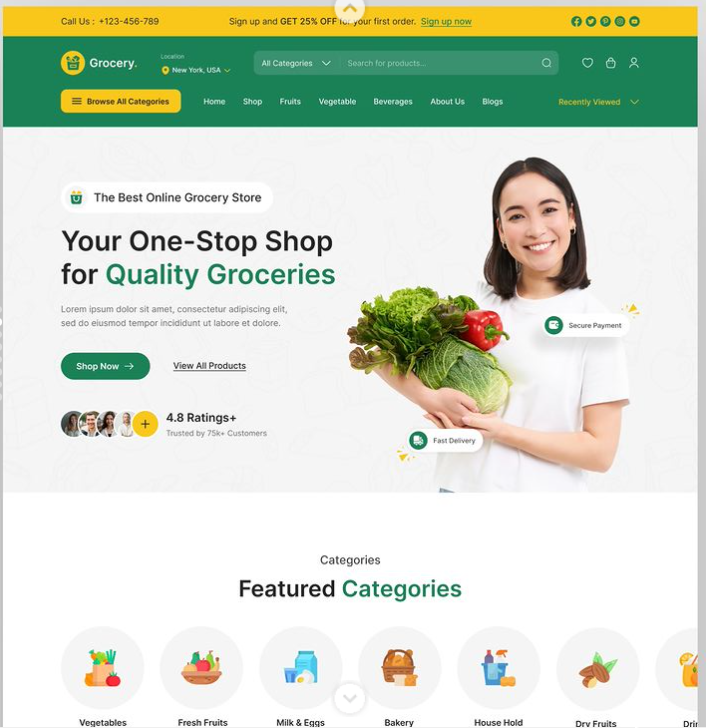 Call Us : +123-456-789
Sign up and GET 25% OFF for your first order. Sign up now
Grocery.
Location
New York, USA
All Categories
Search for products...
Browse All Categories
Home
Shop
Fruits
Vegetable
Beverages
About Us
Blogs
Recently Viewed
The Best Online Grocery Store
Your One-Stop Shop
for Quality Groceries
Lorem ipsum dolor sit amet, consectetur adipiscing elit,
sed do eiusmod tempor incididunt ut labore et dolore.
Secure Payment
Shop Now
View All Products
4.8 Ratings+
Trusted by 75k+ Customers
Fast Delivery
Categories
Featured Categories
Vegetables
Fresh Fruits
Milk & Eggs
Bakery
House Hold
Dry Fruits